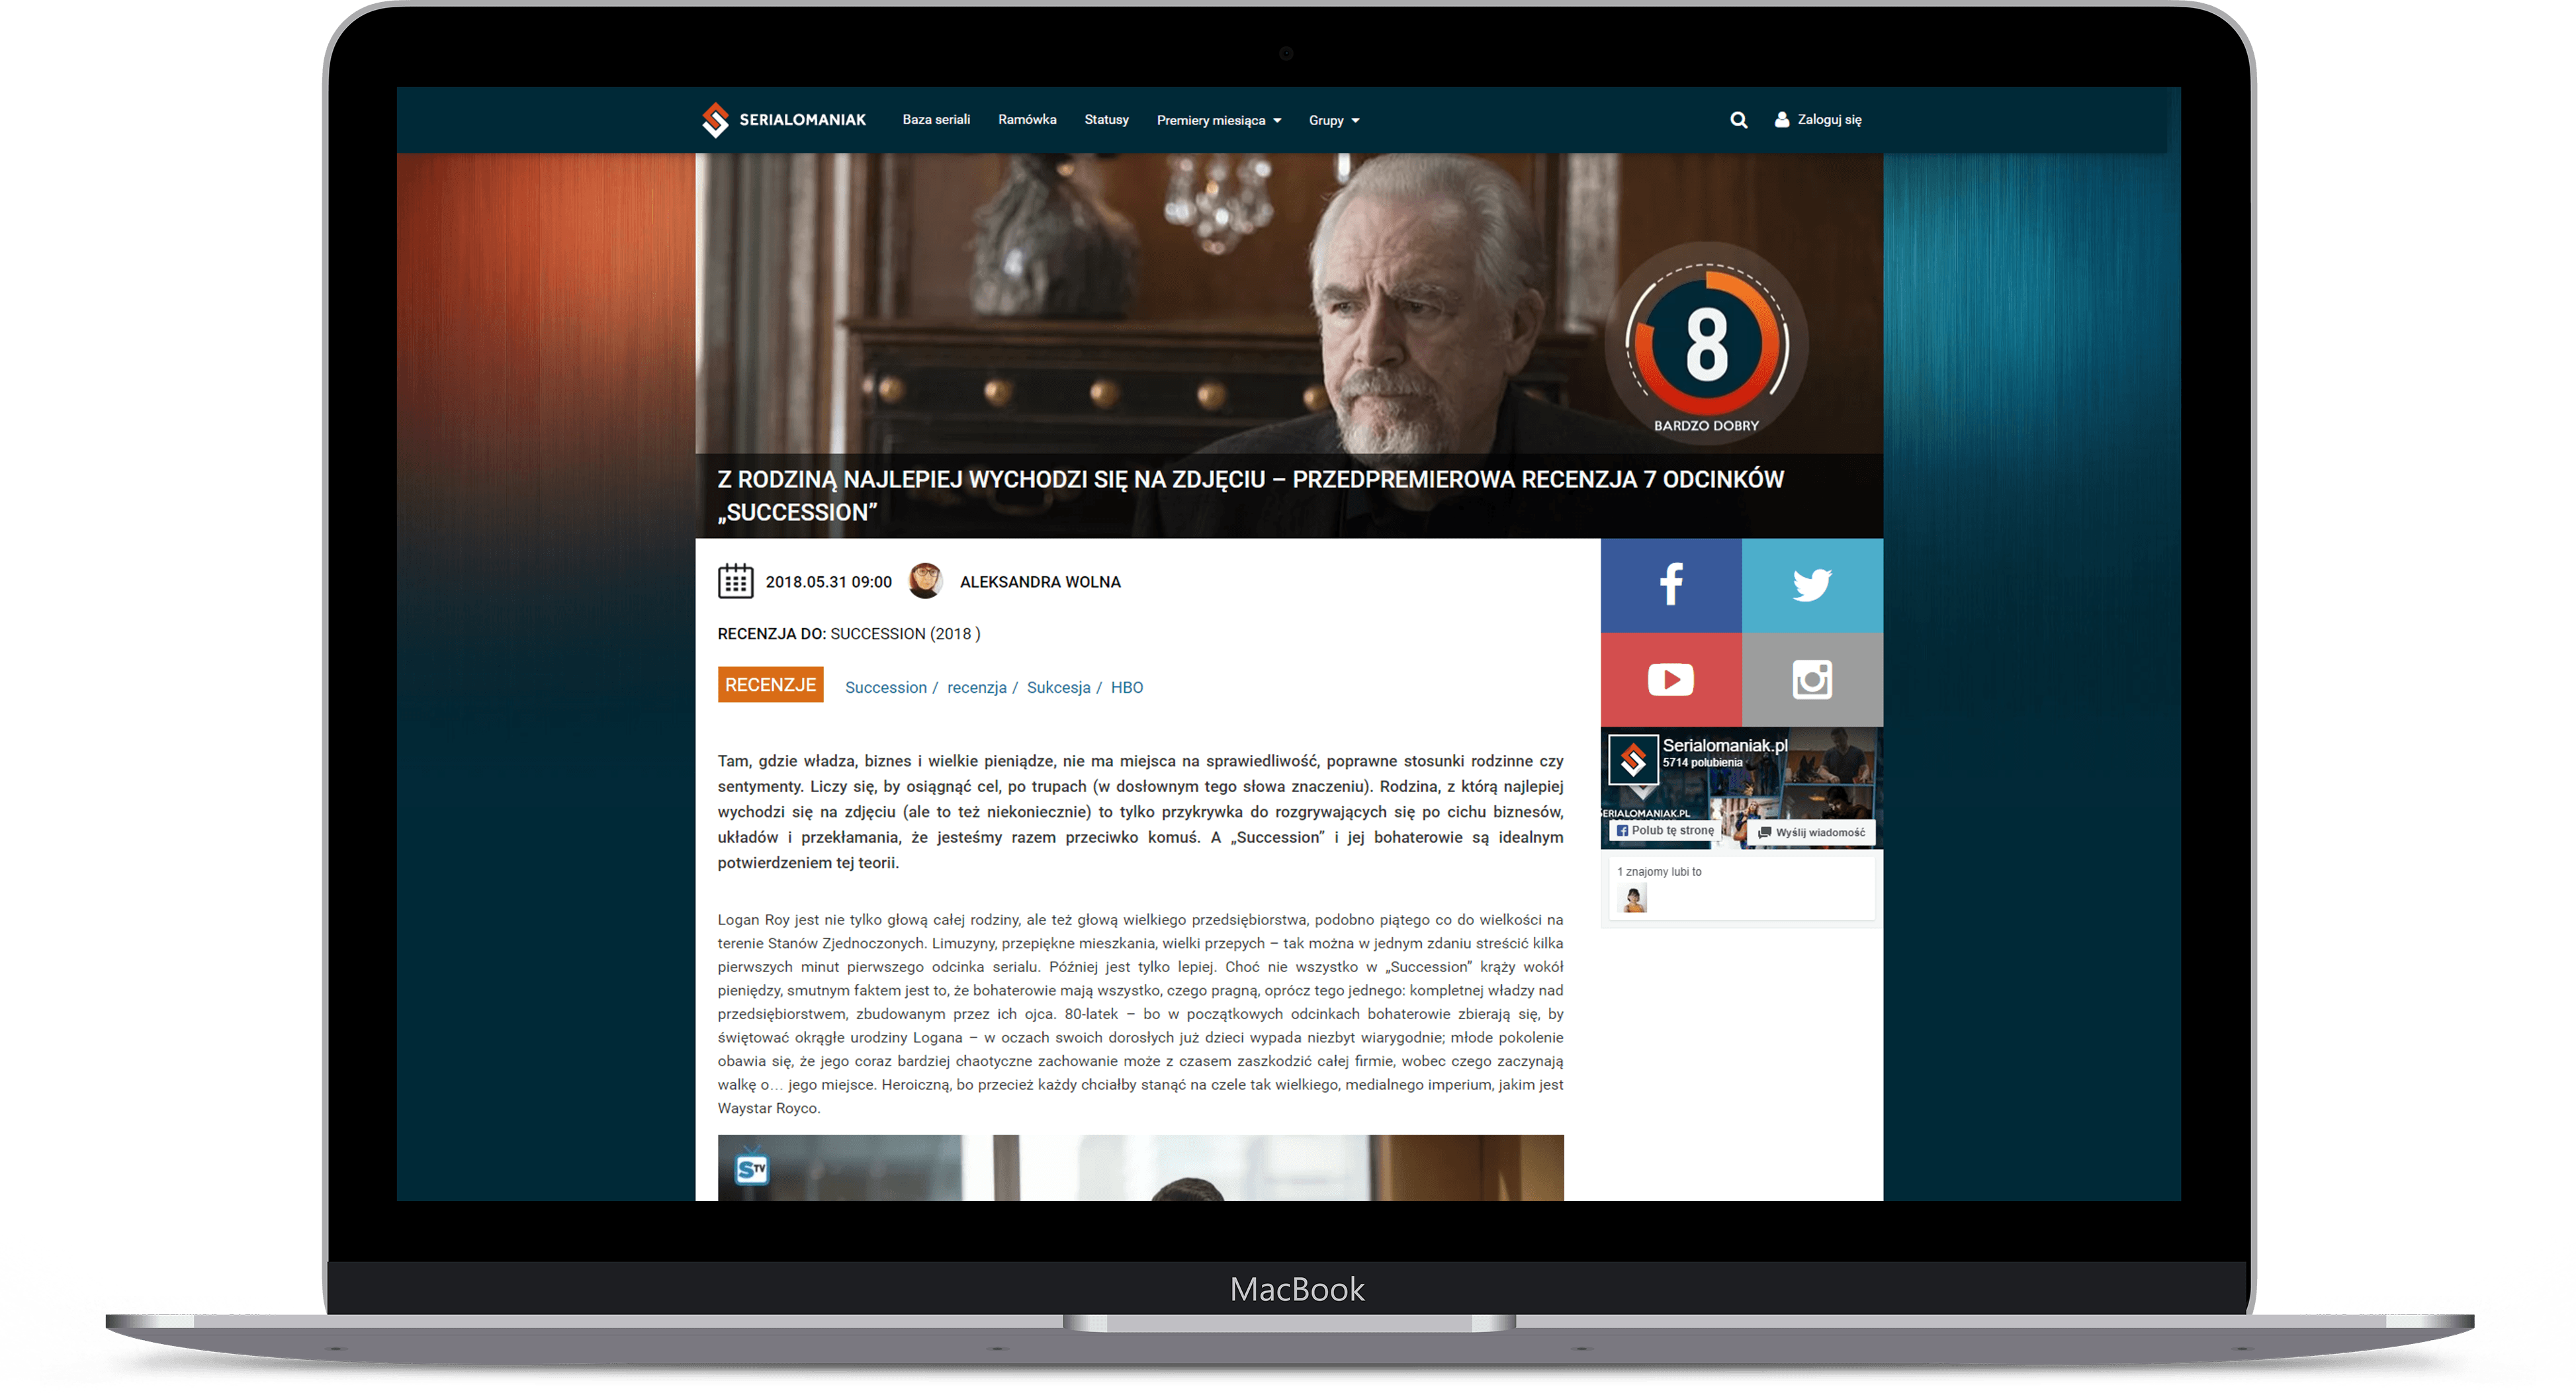 SERIALOMANIAK Baza seriali Ramówka Statusy Premiery miesiąca Grupy Zaloguj się
8
BARDZO DOBRY
Z RODZINĄ NAJLEPIEJ WYCHODZI SIĘ NA ZDJĘCIU – PRZEDPREMIEROWA RECENZJA 7 ODCINKÓW
„SUCCESSION”
2018.05.31 09:00 ALEKSANDRA WOLNA
RECENZJA DO: SUCCESSION (2018 )
RECENZJE Succession / recenzja / Sukcesja / HBO
Tam, gdzie władza, biznes i wielkie pieniądze, nie ma miejsca na sprawiedliwość, poprawne stosunki rodzinne czy
sentymenty. Liczy się, by osiągnąć cel, po trupach (w dosłownym tego słowa znaczeniu). Rodzina, z którą najlepiej
wychodzi się na zdjęciu (ale to też niekoniecznie) to tylko przykrywka do rozgrywających się po cichu biznesów,
układów i przekłamania, że jesteśmy razem przeciwko komuś. A „Succession” i jej bohaterowie są idealnym
potwierdzeniem tej teorii.
Logan Roy jest nie tylko głową całej rodziny, ale też głową wielkiego przedsiębiorstwa, podobno piątego co do wielkości na
terenie Stanów Zjednoczonych. Limuzyny, przepiękne mieszkania, wielki przepych – tak można w jednym zdaniu streścić kilka
pierwszych minut pierwszego odcinka serialu. Później jest tylko lepiej. Choć nie wszystko w „Succession” krąży wokół
pieniędzy, smutnym faktem jest to, że bohaterowie mają wszystko, czego pragną, oprócz tego jednego: kompletnej władzy nad
przedsiębiorstwem, zbudowanym przez ich ojca. 80-latek – bo w początkowych odcinkach bohaterowie zbierają się, by
świętować okrągłe urodziny Logana – w oczach swoich dorosłych już dzieci wypada niezbyt wiarygodnie; młode pokolenie
obawia się, że jego coraz bardziej chaotyczne zachowanie może z czasem zaszkodzić całej firmie, wobec czego zaczynają
walkę o… jego miejsce. Heroiczną, bo przecież każdy chciałby stanąć na czele tak wielkiego, medialnego imperium, jakim jest
Waystar Royco.
STV
Serialomaniak.pl
5714 polubienia
SERIALOMANIAK.PL
Polub tę stronę Wyślij wiadomość
1 znajomy lubi to
MacBook